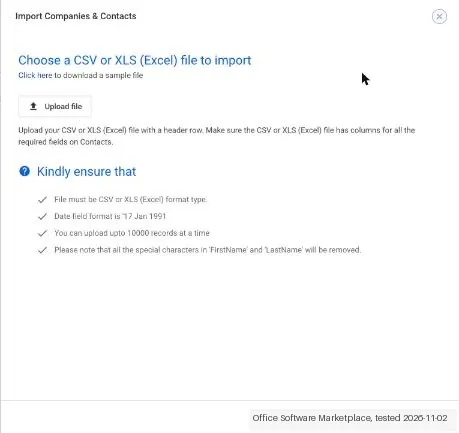 Import Companies & Contacts
Choose a CSV or XLS (Excel) file to import
Click here to download a sample file
Upload file
Upload your CSV or XLS (Excel) file with a header row. Make sure the CSV or XLS (Excel) file has columns for all the
required fields on Contacts.
Kindly ensure that
File must be CSV or XLS (Excel) format type.
Date field format is '17 Jan 1991
You can upload upto 10000 records at a time
Please note that all the special characters in 'FirstName' and 'LastName' will be removed.
Office Software Marketplace, tested 2026-11-02